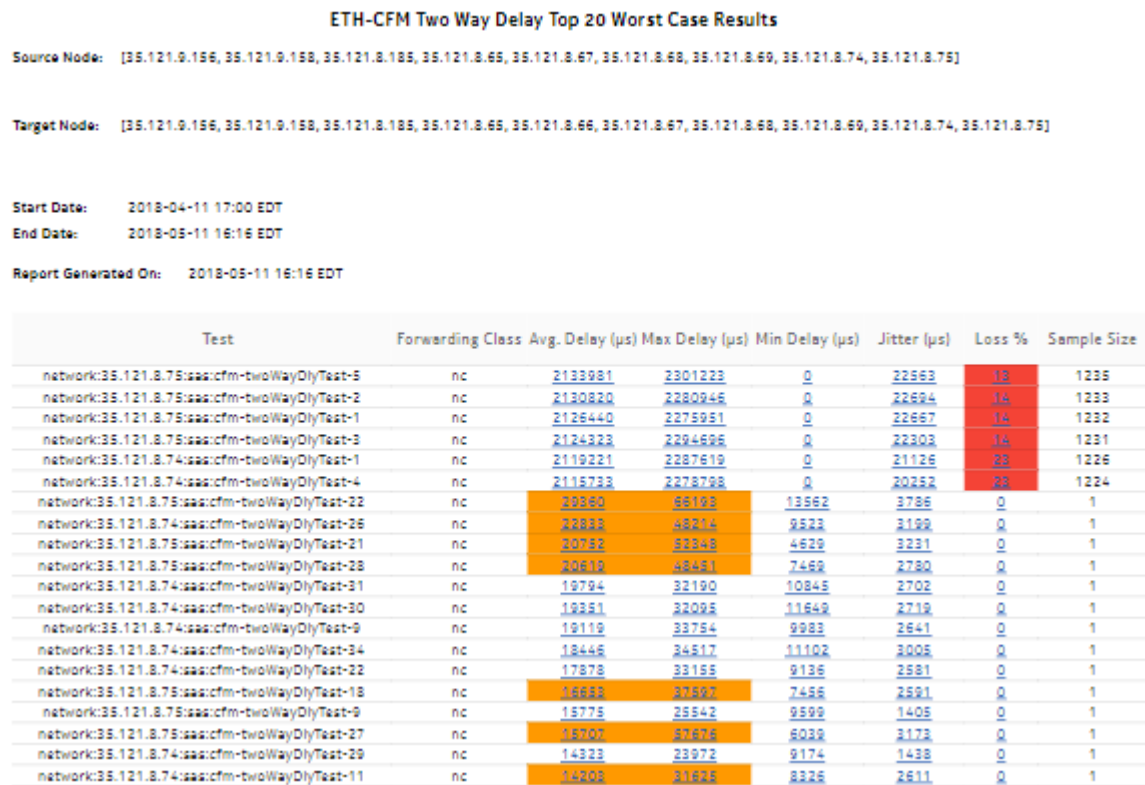 ETH-CFM Two Way Delay Top 20 Worst Case Results
Source Node: [35.121.9.156, 35.121.9.158, 35.121.8.185, 35.121.8.65, 35.121.8.67, 35.121.8.68, 35.121.8.69, 35.121.8.74, 35.121.8.75]
Target Node: [35.121.9.156, 35.121.9.158, 35.121.8.185, 35.121.8.65, 35.121.8.66, 35.121.8.67, 35.121.8.68, 35.121.8.69, 35.121.8.74, 35.121.8.75]
Start Date: 2018-04-11 17:00 EDT
End Date: 2018-05-11 16:16 EDT
Report Generated On: 2018-05-11 16:16 EDT
Test Forwarding Class Avg. Delay (µs) Max Delay (µs) Min Delay (µs) Jitter (µs) Loss % Sample Size
network:35.121.8.75:sas:cfm-twoWayDlyTest-5 nc 2133981 2301223 0 22563 13 1235
network:35.121.8.75:sas:cfm-twoWayDlyTest-2 nc 2130820 2280946 0 22694 14 1233
network:35.121.8.75:sas:cfm-twoWayDlyTest-1 nc 2126440 2275951 0 22667 14 1232
network:35.121.8.75:sas:cfm-twoWayDlyTest-3 nc 2124323 2294696 0 22303 14 1231
network:35.121.8.74:sas:cfm-twoWayDlyTest-1 nc 2119221 2287619 0 21126 23 1226
network:35.121.8.74:sas:cfm-twoWayDlyTest-4 nc 2115733 2278798 0 20252 23 1224
network:35.121.8.75:sas:cfm-twoWayDlyTest-22 nc 29360 66193 13562 3786 0 1
network:35.121.8.74:sas:cfm-twoWayDlyTest-26 nc 22833 48214 9523 3199 0 1
network:35.121.8.75:sas:cfm-twoWayDlyTest-21 nc 20752 52348 4629 3231 0 1
network:35.121.8.75:sas:cfm-twoWayDlyTest-28 nc 20619 48451 7469 2780 0 1
network:35.121.8.74:sas:cfm-twoWayDlyTest-31 nc 19794 32190 10845 2702 0 1
network:35.121.8.74:sas:cfm-twoWayDlyTest-30 nc 19351 32095 11649 2719 0 1
network:35.121.8.74:sas:cfm-twoWayDlyTest-9 nc 19119 33754 9983 2641 0 1
network:35.121.8.74:sas:cfm-twoWayDlyTest-34 nc 18446 34517 11102 3005 0 1
network:35.121.8.74:sas:cfm-twoWayDlyTest-22 nc 17878 33155 9136 2581 0 1
network:35.121.8.75:sas:cfm-twoWayDlyTest-18 nc 16653 37597 7456 2591 0 1
network:35.121.8.75:sas:cfm-twoWayDlyTest-9 nc 15775 25542 9599 1405 0 1
network:35.121.8.75:sas:cfm-twoWayDlyTest-27 nc 15707 57676 6039 3173 0 1
network:35.121.8.74:sas:cfm-twoWayDlyTest-29 nc 14323 23972 9174 1438 0 1
network:35.121.8.74:sas:cfm-twoWayDlyTest-11 nc 14203 31625 8326 2611 0 1